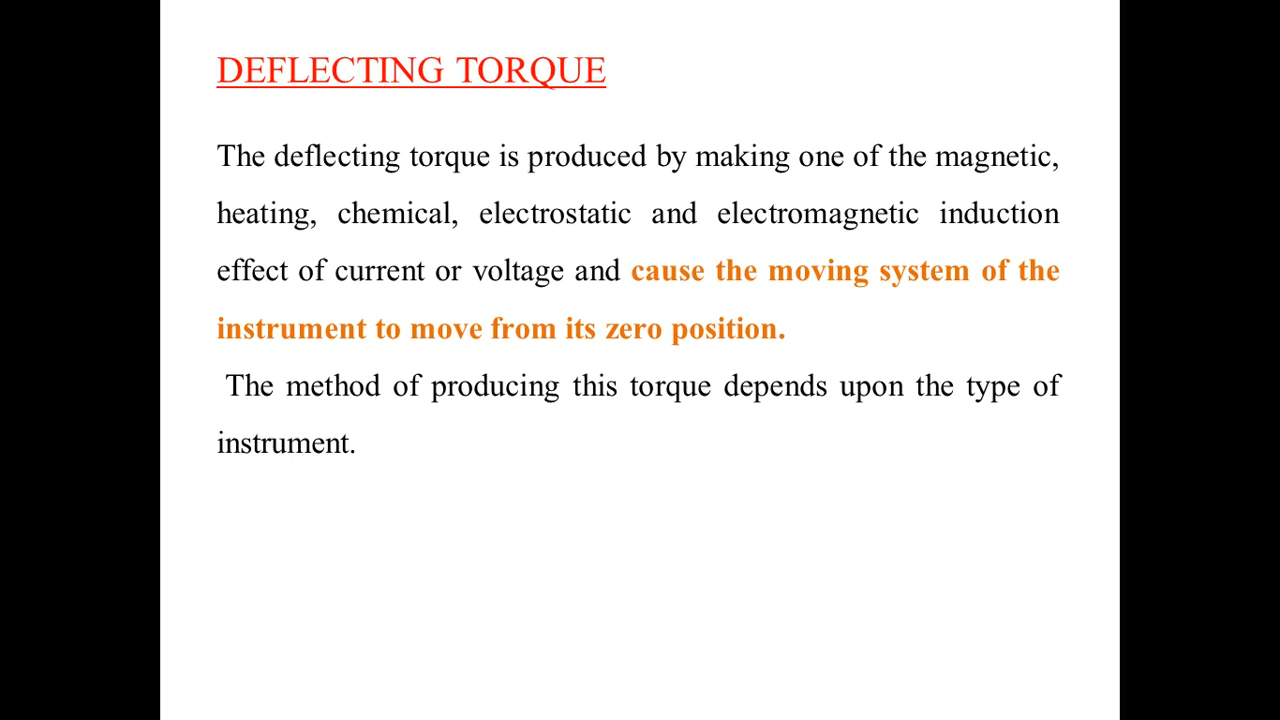 DEFLECTING TORQUE
The deflecting torque is produced by making one of the magnetic,
heating, chemical, electrostatic and electromagnetic induction
effect of current or voltage and cause the moving system of the
instrument to move from its zero position.
The method of producing this torque depends upon the type of
instrument.